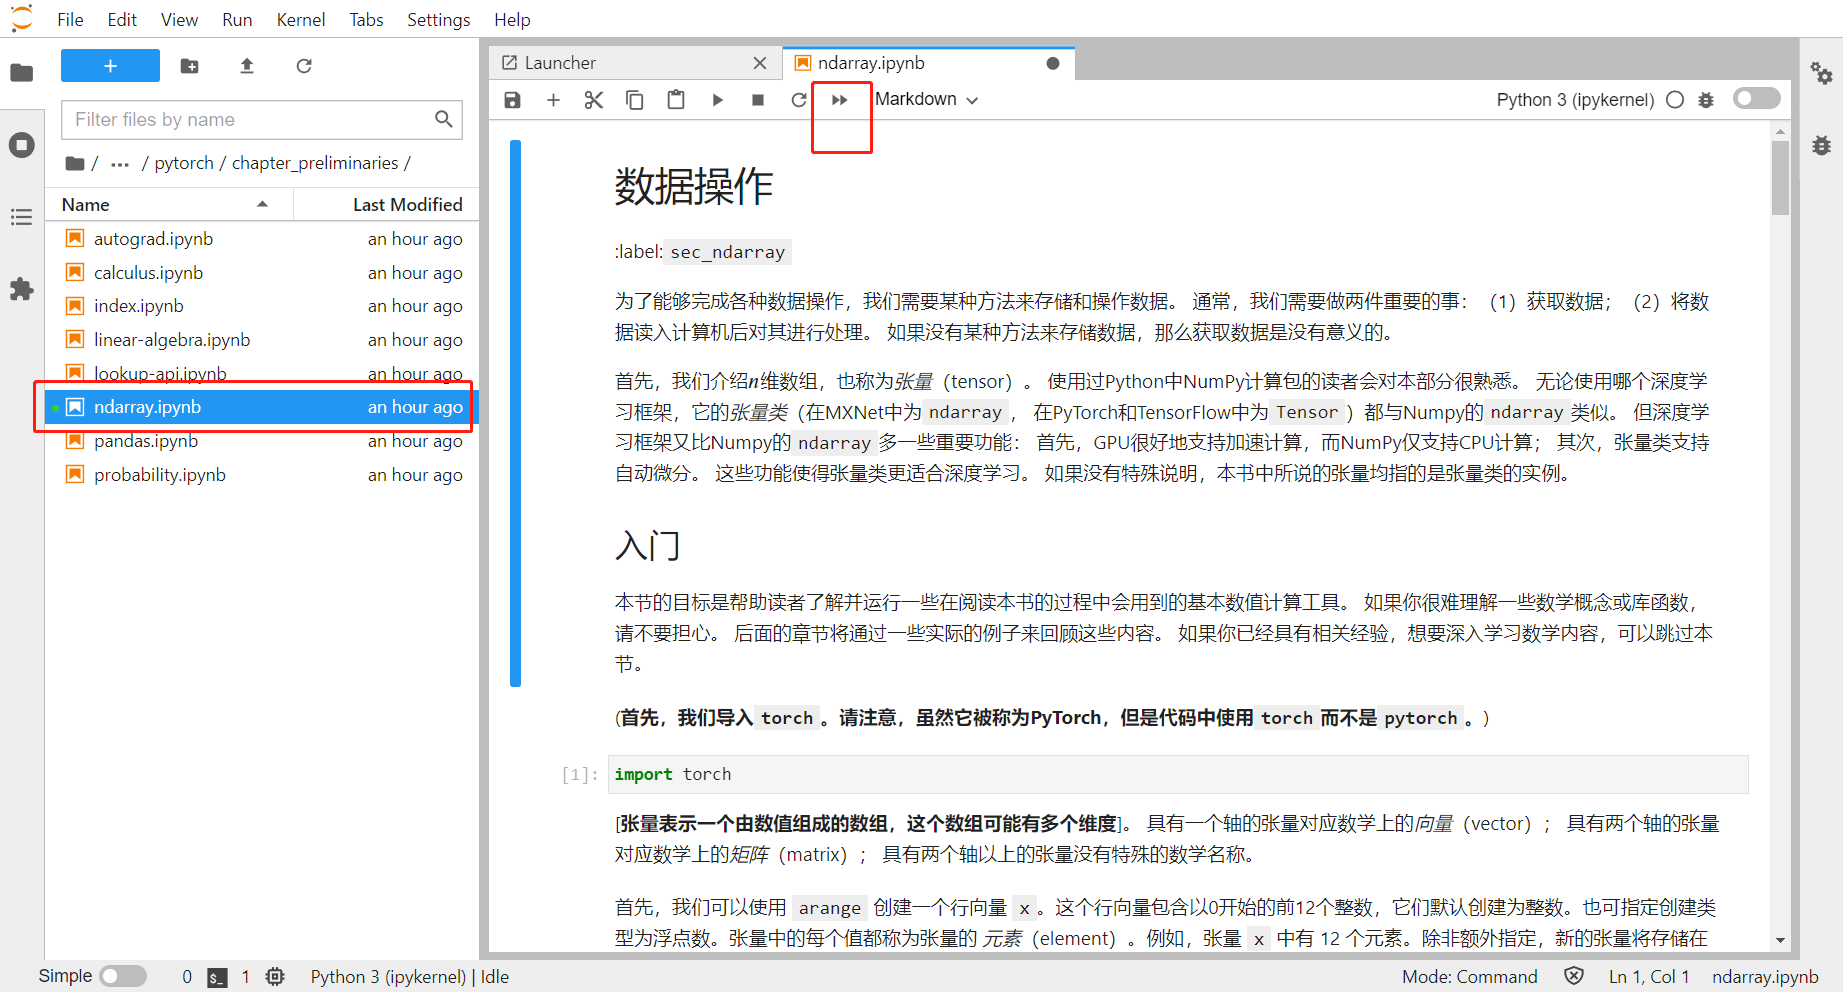 File Edit View Run Kernel Tabs Settings Help
+
Filter files by name
/ ··· / pytorch / chapter_preliminaries /
Name Last Modified
autograd.ipynb an hour ago
calculus.ipynb an hour ago
index.ipynb an hour ago
linear-algebra.ipynb an hour ago
lookup-api.ipynb an hour ago
ndarray.ipynb an hour ago
pandas.ipynb an hour ago
probability.ipynb an hour ago
Launcher ndarray.ipynb
Markdown Python 3 (ipykernel)
数据操作
:label: sec_ndarray
为了能够完成各种数据操作，我们需要某种方法来存储和操作数据。 通常，我们需要做两件重要的事：（1）获取数据；（2）将数
据读入计算机后对其进行处理。 如果没有某种方法来存储数据，那么获取数据是没有意义的。
首先，我们介绍n维数组，也称为张量（tensor）。 使用过Python中NumPy计算包的读者会对本部分很熟悉。 无论使用哪个深度学
习框架，它的张量类（在MXNet中为 ndarray ， 在PyTorch和TensorFlow中为 Tensor ）都与Numpy的 ndarray 类似。 但深度学
习框架又比Numpy的 ndarray 多一些重要功能： 首先，GPU很好地支持加速计算，而NumPy仅支持CPU计算； 其次，张量类支持
自动微分。 这些功能使得张量类更适合深度学习。 如果没有特殊说明，本书中所说的张量均指的是张量类的实例。
入门
本节的目标是帮助读者了解并运行一些在阅读本书的过程中会用到的基本数值计算工具。 如果你很难理解一些数学概念或库函数，
请不要担心。 后面的章节将通过一些实际的例子来回顾这些内容。 如果你已经具有相关经验，想要深入学习数学内容，可以跳过本
节。
(首先，我们导入 torch 。请注意，虽然它被称为PyTorch，但是代码中使用 torch 而不是 pytorch 。)
[1]: import torch
[张量表示一个由数值组成的数组，这个数组可能有多个维度]。 具有一个轴的张量对应数学上的向量（vector）； 具有两个轴的张量
对应数学上的矩阵（matrix）； 具有两个轴以上的张量没有特殊的数学名称。
首先，我们可以使用 arange 创建一个行向量 x 。这个行向量包含以0开始的前12个整数，它们默认创建为整数。也可指定创建类
型为浮点数。张量中的每个值都称为张量的 元素（element）。例如，张量 x 中有 12 个元素。除非额外指定，新的张量将存储在
Simple 0 $_ 1 Python 3 (ipykernel) | Idle Mode: Command Ln 1, Col 1 ndarray.ipynb